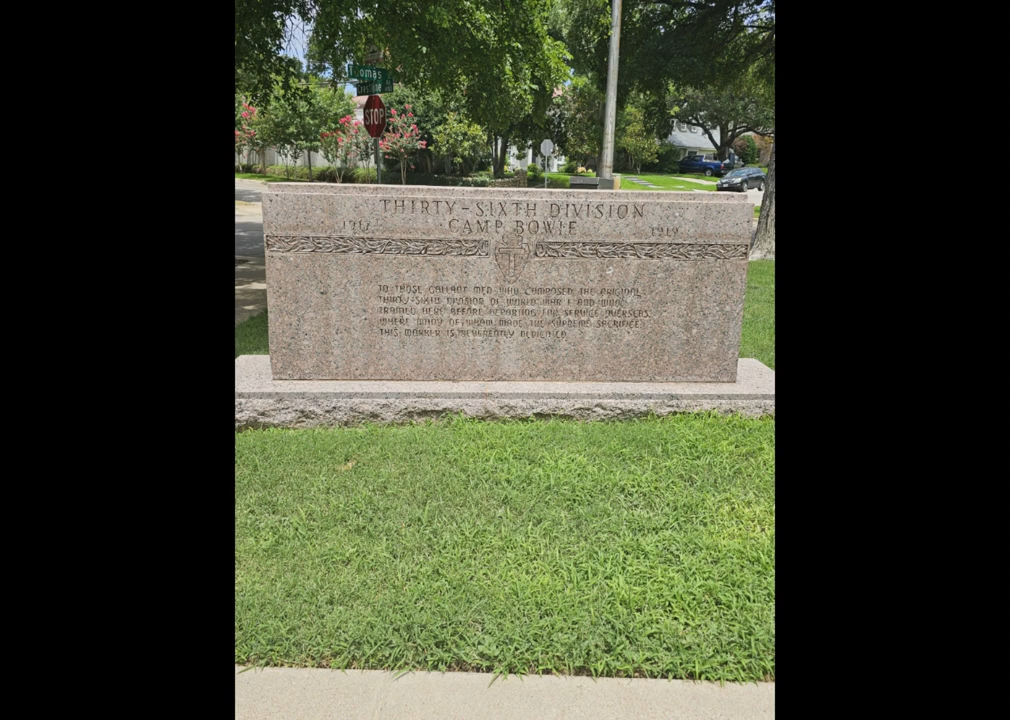 Thomas
STOP
THIRTY-SIXTH DIVISION
1917 CAMP BOWIE 1919
T
TO THOSE GALLANT MEN WHO COMPOSED THE ORIGINAL
THIRTY-SIXTH DIVISION OF WORLD WAR I AND WHO
TRAINED HERE BEFORE DEPARTING FOR SERVICE OVERSEAS
WHERE MANY OF WHOM MADE THE SUPREME SACRIFICE
THIS MARKER IS REVERENTLY DEDICATED